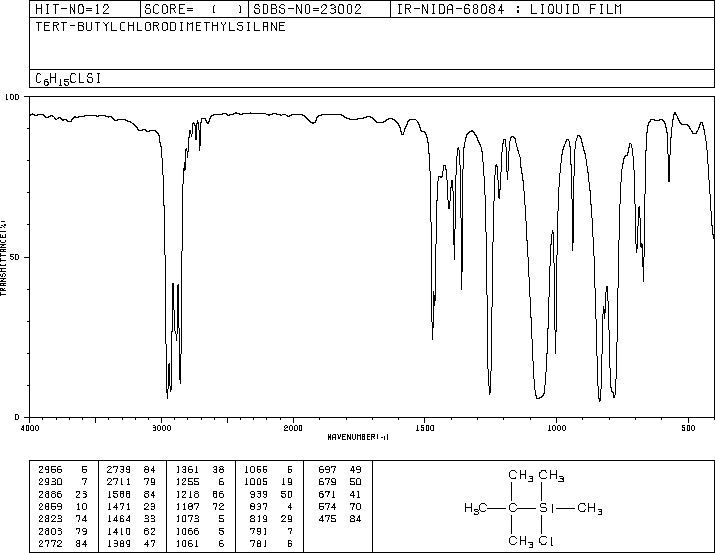 HIT-NO=12 SCORE= ( ) SDBS-NO=23002 IR-NIDA-68084 : LIQUID FILM
TERT-BUTYLCHLORODIMETHYLSILANE
C6H15CLSI
100
50
0
TRANSMITTANCE(%)
4000 3000 2000 1500 1000 500
WAVENUMBER(-1)
2956 6 2739 84 1361 38 1066 6 697 49
2930 7 2711 79 1255 6 1005 19 679 50
2886 23 1588 84 1218 66 939 50 671 41
2859 10 1471 23 1187 72 837 4 574 70
2823 74 1464 33 1073 5 819 29 475 84
2803 79 1410 62 1066 5 791 7
2772 84 1389 47 1061 6 781 6
CH3 CH3
H3C Si CH3
CH3 Cl